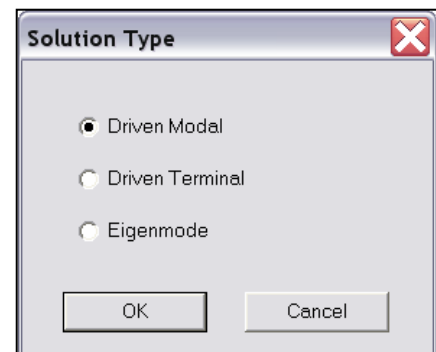 Solution Type
Driven Modal
Driven Terminal
Eigenmode
OK Cancel